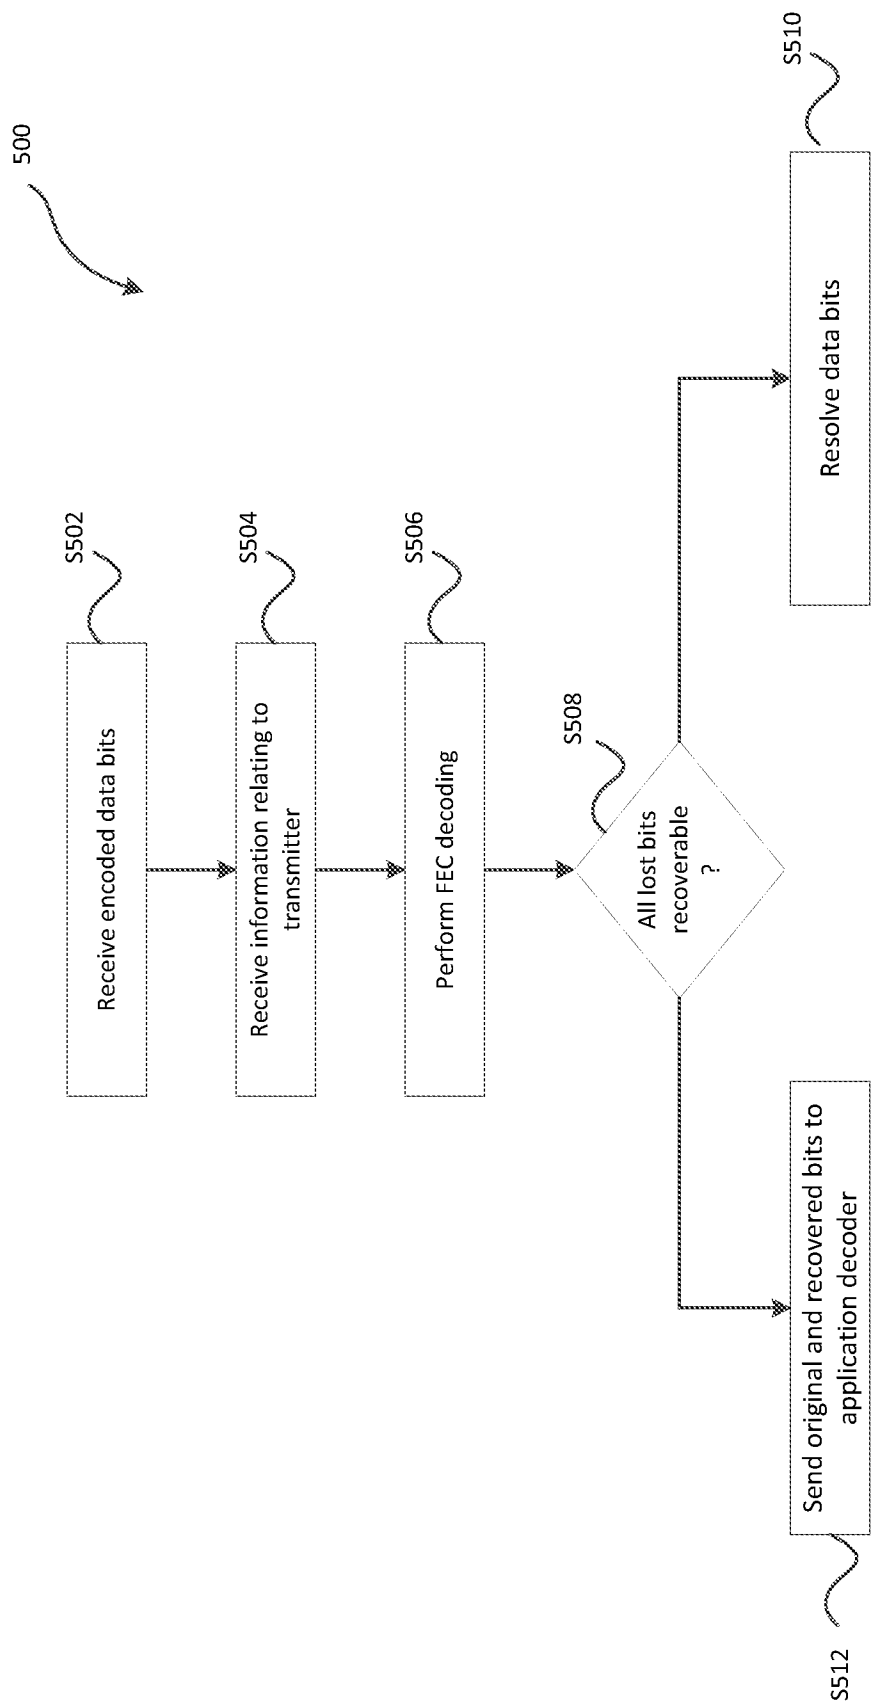 500
S502
Receive encoded data bits
S504
Receive information relating to
transmitter
S506
Perform FEC decoding
S508
All lost bits
recoverable
?
S512
Send original and recovered bits to
application decoder
S510
Resolve data bits